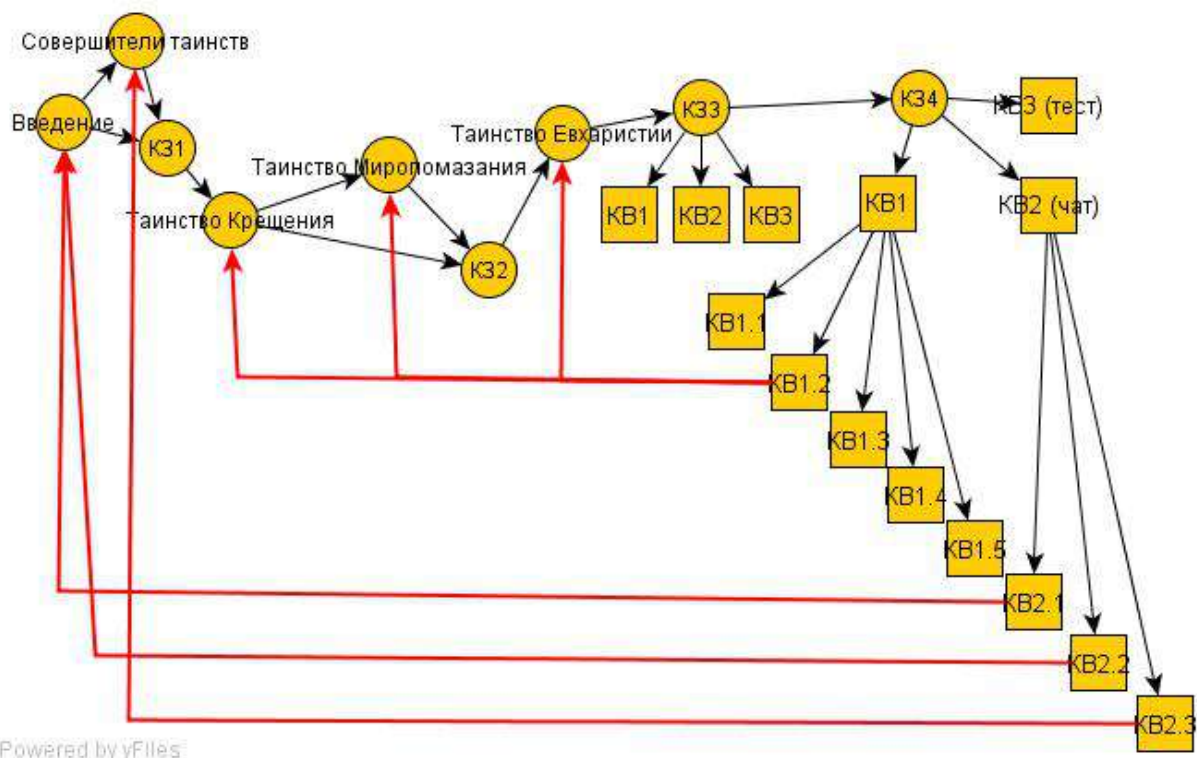 Совершители таинств
Введение
КЗ1
Таинство Миропомазания
Таинство Крещения
КЗ2
Таинство Евхаристии
КЗ3
КЗ4
КВ3 (тест)
КВ1
КВ2
КВ3
КВ1
КВ2 (чат)
КВ1.1
КВ1.2
КВ1.3
КВ1.4
КВ1.5
КВ2.1
КВ2.2
КВ2.3
Powered by yFiles